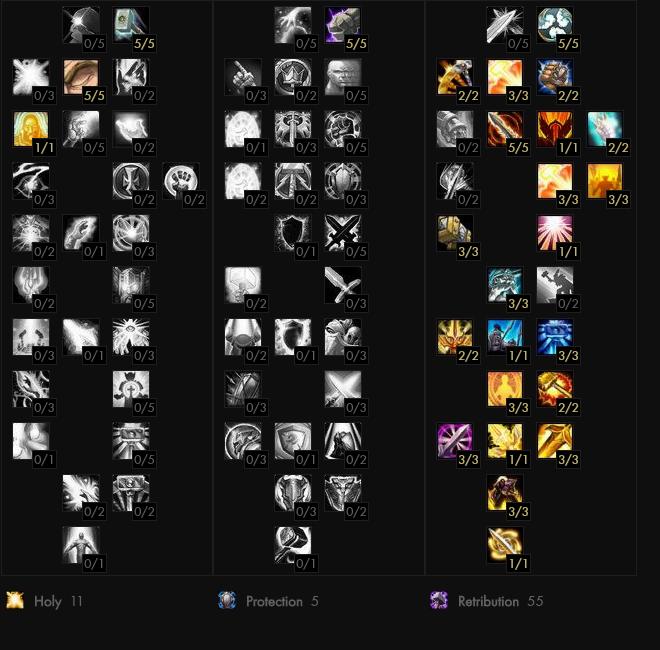 0/5 5/5 0/5 5/5 0/5 5/5
0/3 5/5 0/2 0/3 0/2 0/5 2/2 3/3 2/2
1/1 0/5 0/2 0/1 0/3 0/5 0/2 5/5 1/1 2/2
0/3 0/2 0/2 0/1 0/2 0/3 0/2 3/3 3/3
0/2 0/1 0/3 0/1 0/5 3/3 1/1
0/2 0/5 0/2 0/3 3/3 0/2
0/3 0/1 0/3 0/2 0/1 0/3 2/2 1/1 3/3
0/3 0/5 0/3 0/3 3/3 2/2
0/1 0/5 0/3 0/1 0/2 3/3 1/1 3/3
0/2 0/2 0/3 0/2 3/3
0/1 0/1 1/1
Holy 11 Protection 5 Retribution 55